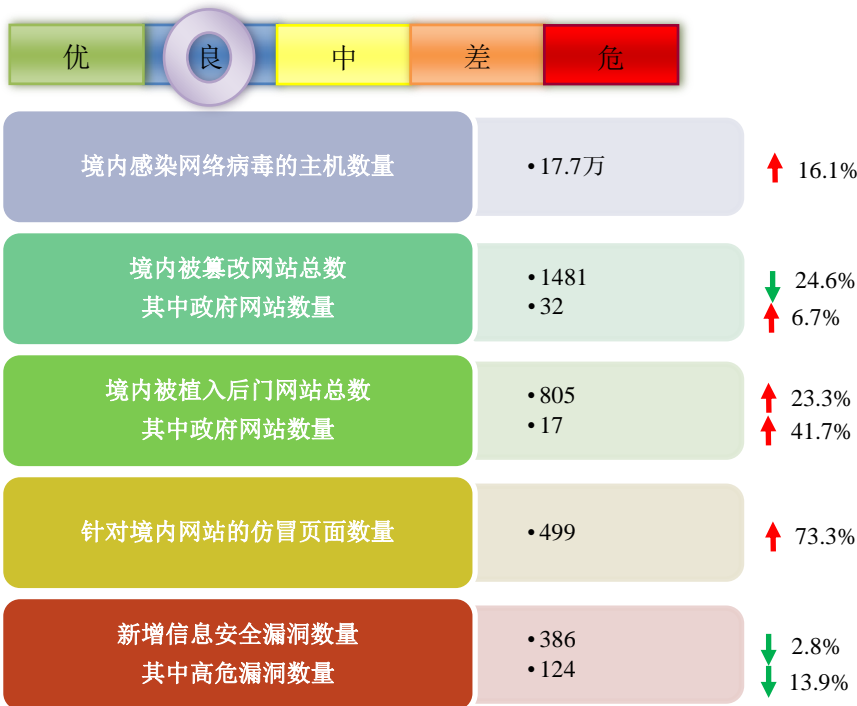 优 良 中 差 危
境内感染网络病毒的主机数量
•17.7万
16.1%
境内被篡改网站总数
其中政府网站数量
•1481
•32
24.6%
6.7%
境内被植入后门网站总数
其中政府网站数量
•805
•17
23.3%
41.7%
针对境内网站的仿冒页面数量
•499
73.3%
新增信息安全漏洞数量
其中高危漏洞数量
•386
•124
2.8%
13.9%